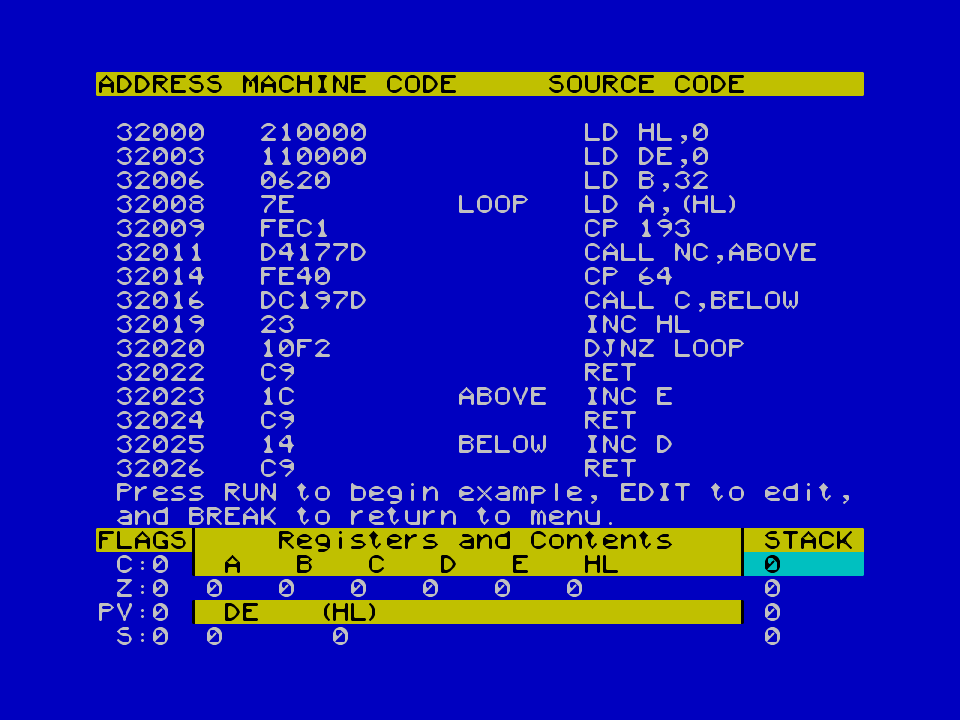 ADDRESS MACHINE CODE SOURCE CODE
32000 210000 LD HL,0
32003 110000 LD DE,0
32006 0620 LD B,32
32008 7E LOOP LD A,(HL)
32009 FEC1 CP 193
32011 D4177D CALL NC,ABOVE
32014 FE40 CP 64
32016 DC197D CALL C,BELOW
32019 23 INC HL
32020 10F2 DJNZ LOOP
32022 C9 RET
32023 1C ABOVE INC E
32024 C9 RET
32025 14 BELOW INC D
32026 C9 RET
Press RUN to begin example, EDIT to edit,
and BREAK to return to menu.
FLAGS Registers and Contents STACK
C:0 A B C D E HL 0
Z:0 0 0 0 0 0 0 0
PV:0 DE (HL) 0
S:0 0 0 0